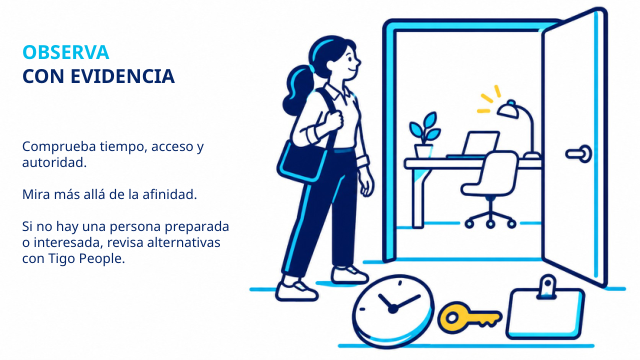 OBSERVA
CON EVIDENCIA
Comprueba tiempo, acceso y
autoridad.
Mira más allá de la afinidad.
Si no hay una persona preparada
o interesada, revisa alternativas
con Tigo People.